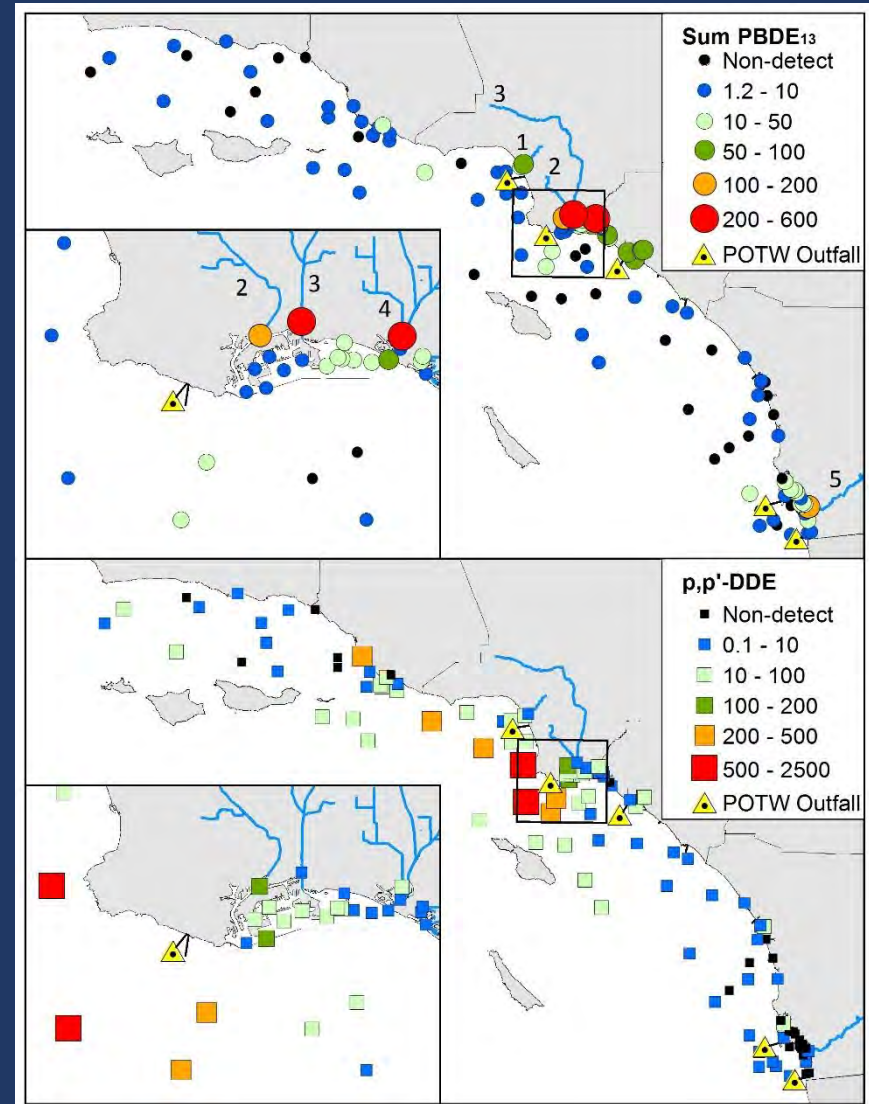 Sum PBDE₁₃
Non-detect
1.2 - 10
10 - 50
50 - 100
100 - 200
200 - 600
POTW Outfall
3
1
2
2
3
4
5
p,p'-DDE
Non-detect
0.1 - 10
10 - 100
100 - 200
200 - 500
500 - 2500
POTW Outfall